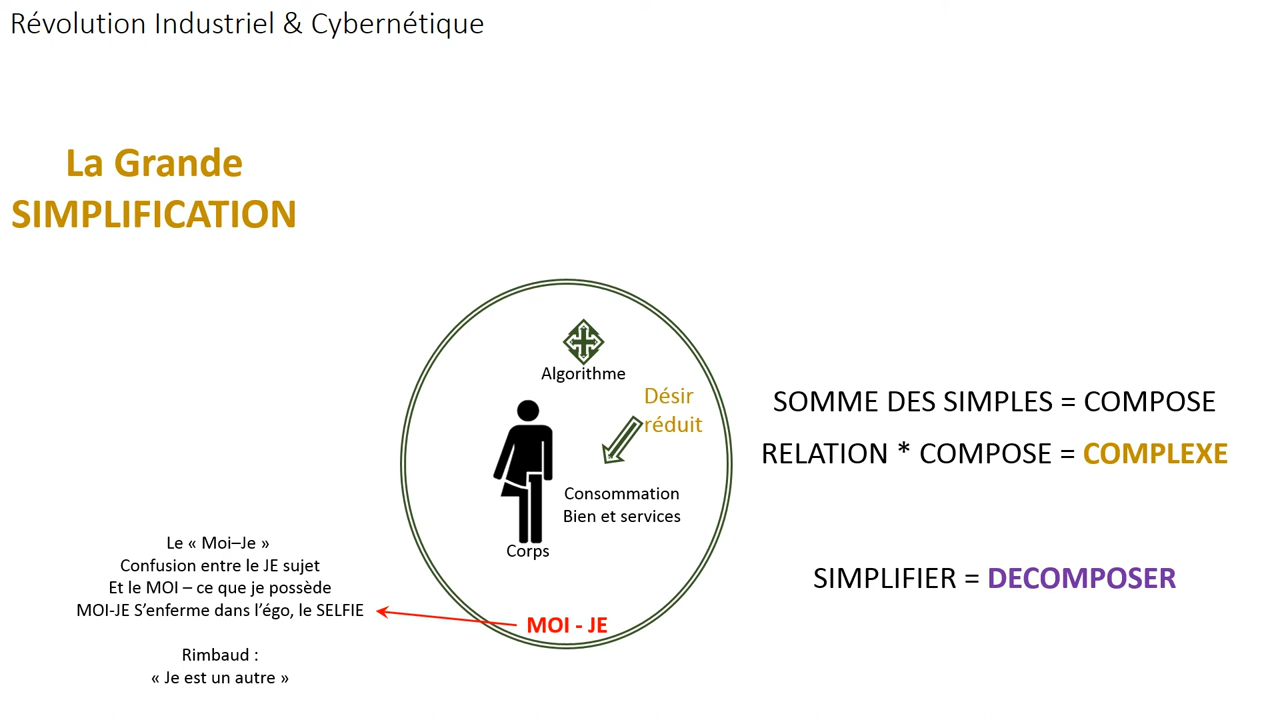 Révolution Industriel & Cybernétique
La Grande
SIMPLIFICATION
Algorithme
Désir
réduit
Consommation
Bien et services
Corps
MOI - JE
SOMME DES SIMPLES = COMPOSE
RELATION * COMPOSE = COMPLEXE
SIMPLIFIER = DECOMPOSER
Le « Moi–Je »
Confusion entre le JE sujet
Et le MOI – ce que je possède
MOI-JE S’enferme dans l’égo, le SELFIE
Rimbaud :
« Je est un autre »